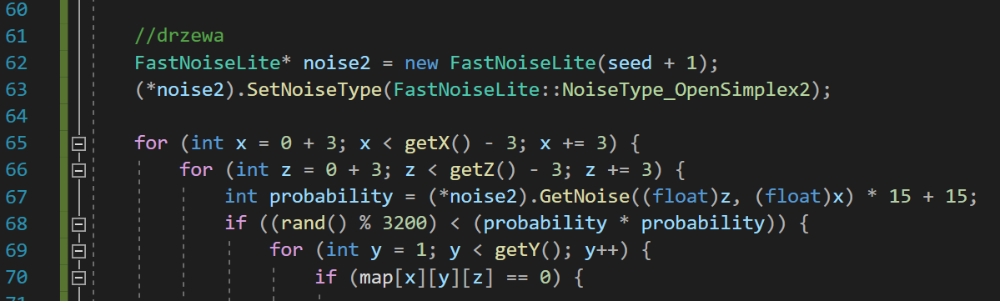 60
61 //drzewa
62 FastNoiseLite* noise2 = new FastNoiseLite(seed + 1);
63 (*noise2).SetNoiseType(FastNoiseLite::NoiseType_OpenSimplex2);
64
65 for (int x = 0 + 3; x < getX() - 3; x += 3) {
66 for (int z = 0 + 3; z < getZ() - 3; z += 3) {
67 int probability = (*noise2).GetNoise((float)z, (float)x) * 15 + 15;
68 if ((rand() % 3200) < (probability * probability)) {
69 for (int y = 1; y < getY(); y++) {
70 if (map[x][y][z] == 0) {
71